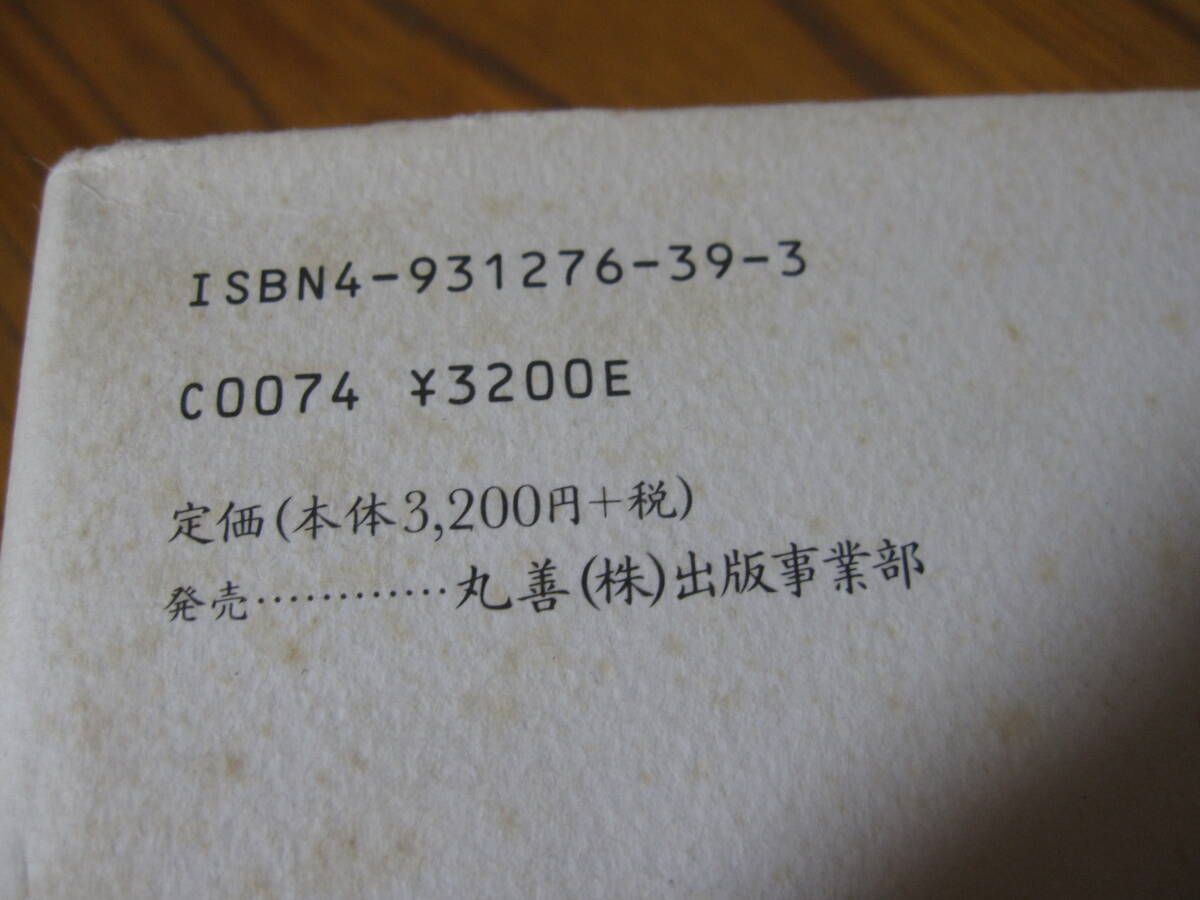 ISBN4-931276-39-3
C0074 ¥3200E
定価(本体3,200円+税)
発売…………丸善(株)出版事業部